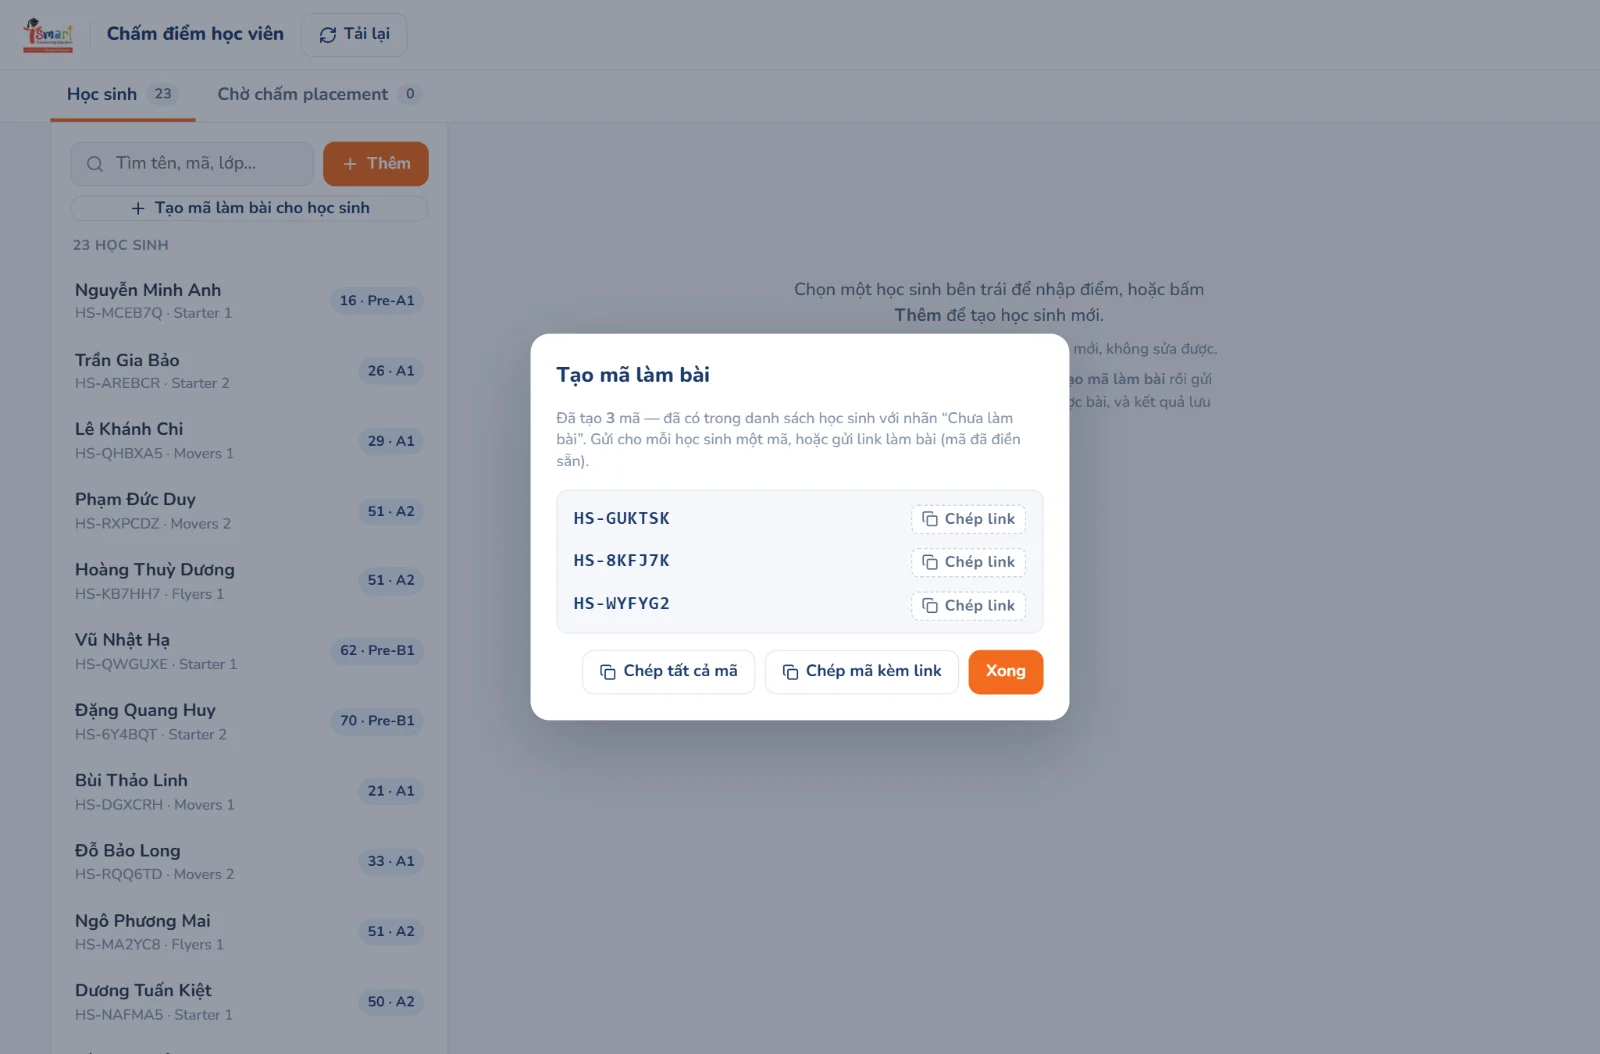 iSmart
Chấm điểm học viên
Tải lại
Học sinh 23
Chờ chấm placement 0
Tìm tên, mã, lớp...
+ Thêm
+ Tạo mã làm bài cho học sinh
23 HỌC SINH
Nguyễn Minh Anh
HS-MCEB7Q · Starter 1
16 · Pre-A1
Trần Gia Bảo
HS-AREBCR · Starter 2
26 · A1
Lê Khánh Chi
HS-QHBXA5 · Movers 1
29 · A1
Phạm Đức Duy
HS-RXPCDZ · Movers 2
51 · A2
Hoàng Thuỳ Dương
HS-KB7HH7 · Flyers 1
51 · A2
Vũ Nhật Hạ
HS-QWGUXE · Starter 1
62 · Pre-B1
Đặng Quang Huy
HS-6Y4BQT · Starter 2
70 · Pre-B1
Bùi Thảo Linh
HS-DGXCRH · Movers 1
21 · A1
Đỗ Bảo Long
HS-RQQ6TD · Movers 2
33 · A1
Ngô Phương Mai
HS-MA2YC8 · Flyers 1
51 · A2
Dương Tuấn Kiệt
HS-NAFMA5 · Starter 1
50 · A2
Chọn một học sinh bên trái để nhập điểm, hoặc bấm
Thêm để tạo học sinh mới.
mới, không sửa được.
ạo mã làm bài rồi gửi
bài, và kết quả lưu
Tạo mã làm bài
Đã tạo 3 mã — đã có trong danh sách học sinh với nhãn “Chưa làm
bài”. Gửi cho mỗi học sinh một mã, hoặc gửi link làm bài (mã đã điền
sẵn).
HS-GUKTSK
Chép link
HS-8KFJ7K
Chép link
HS-WYFYG2
Chép link
Chép tất cả mã
Chép mã kèm link
Xong